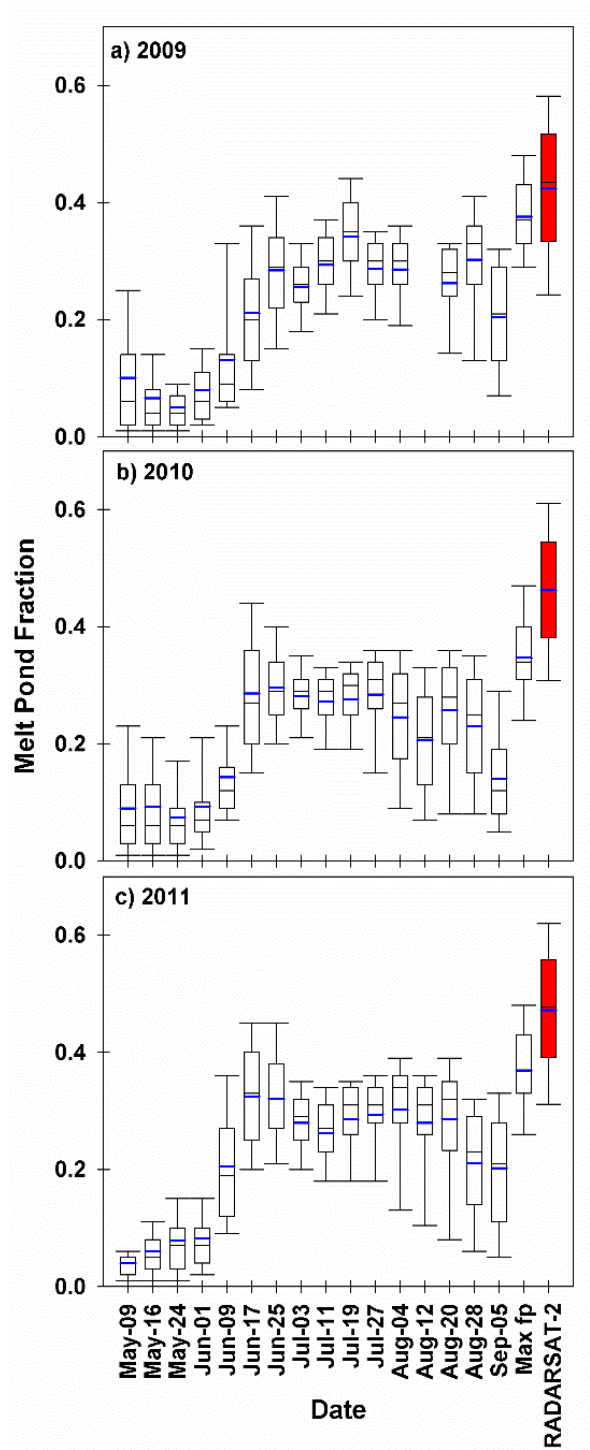 a) 2009
0.6
0.4
0.2
0.0
b) 2010
0.6
0.4
0.2
0.0
c) 2011
0.6
0.4
0.2
0.0
Melt Pond Fraction
May-09
May-16
May-24
Jun-01
Jun-09
Jun-17
Jun-25
Jul-03
Jul-11
Jul-19
Jul-27
Aug-04
Aug-12
Aug-20
Aug-28
Sep-05
Max fp
RADARSAT-2
Date